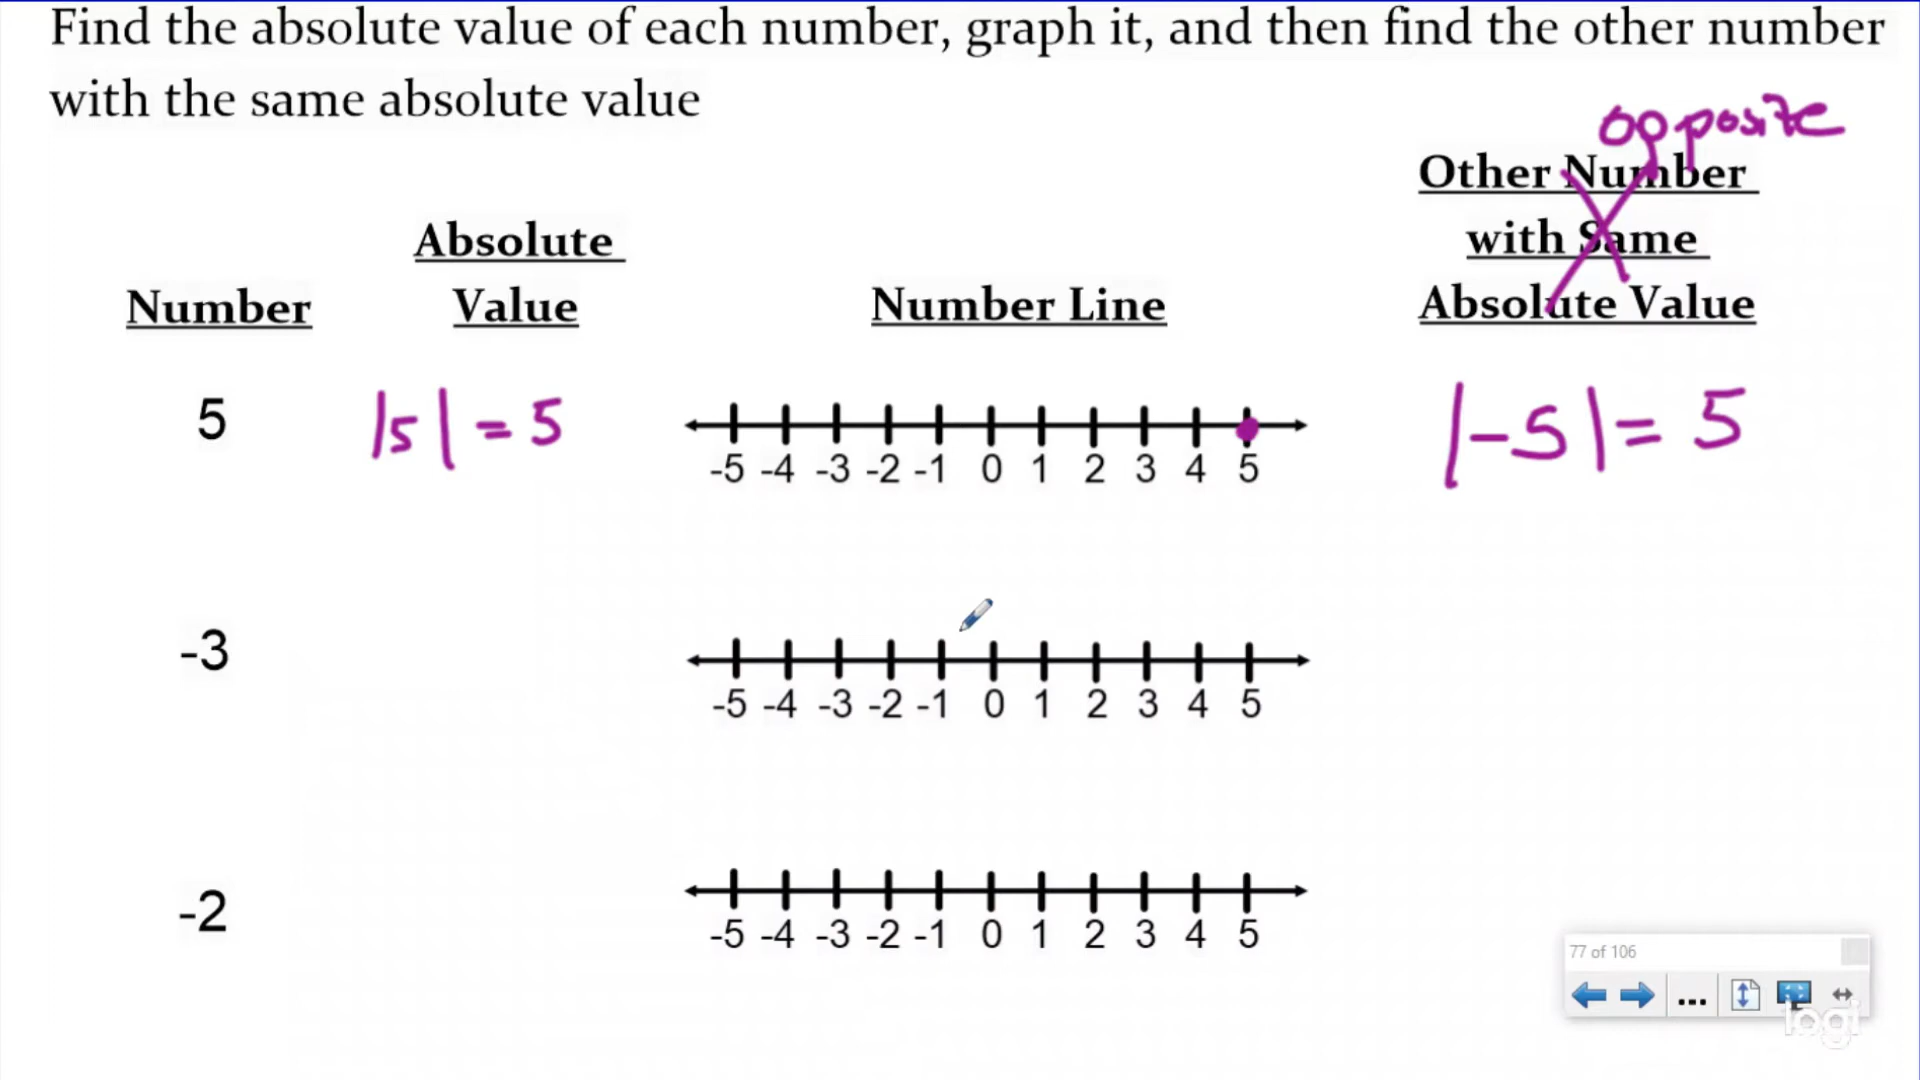 Find the absolute value of each number, graph it, and then find the other number
with the same absolute value
opposite
Other Number
with Same
Absolute Value
Absolute
Value
Number
Number Line
5
|5| = 5
-5 -4 -3 -2 -1 0 1 2 3 4 5
|-5| = 5
-3
-5 -4 -3 -2 -1 0 1 2 3 4 5
-2
-5 -4 -3 -2 -1 0 1 2 3 4 5
77 of 106
...
logi